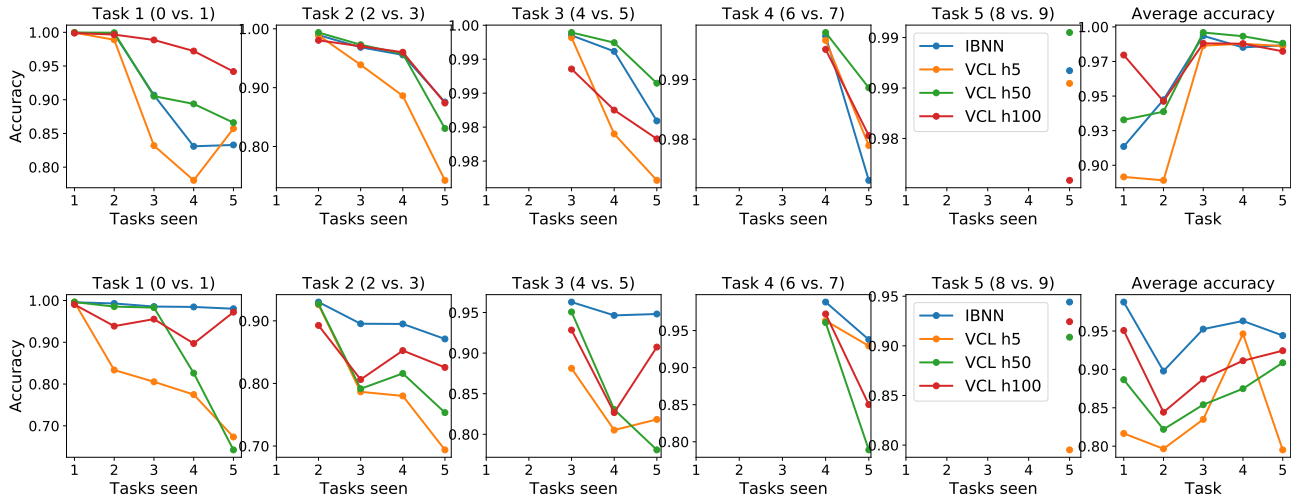 Task 1 (0 vs. 1)
Task 2 (2 vs. 3)
Task 3 (4 vs. 5)
Task 4 (6 vs. 7)
Task 5 (8 vs. 9)
Average accuracy
Accuracy
1.00
0.95
0.90
0.85
0.80
1 2 3 4 5
Tasks seen
1.00
0.90
0.80
1 2 3 4 5
Tasks seen
0.99
0.99
0.98
0.98
1 2 3 4 5
Tasks seen
0.99
0.98
1 2 3 4 5
Tasks seen
0.99
0.99
0.98
IBNN
VCL h5
VCL h50
VCL h100
1 2 3 4 5
Tasks seen
1.00
0.97
0.95
0.93
0.90
1 2 3 4 5
Task
Task 1 (0 vs. 1)
Task 2 (2 vs. 3)
Task 3 (4 vs. 5)
Task 4 (6 vs. 7)
Task 5 (8 vs. 9)
Average accuracy
Accuracy
1.00
0.90
0.80
0.70
1 2 3 4 5
Tasks seen
0.90
0.80
0.70
1 2 3 4 5
Tasks seen
0.95
0.90
0.85
0.80
1 2 3 4 5
Tasks seen
0.95
0.90
0.85
0.80
1 2 3 4 5
Tasks seen
0.95
0.90
0.85
0.80
IBNN
VCL h5
VCL h50
VCL h100
1 2 3 4 5
Tasks seen
0.95
0.90
0.85
0.80
1 2 3 4 5
Task